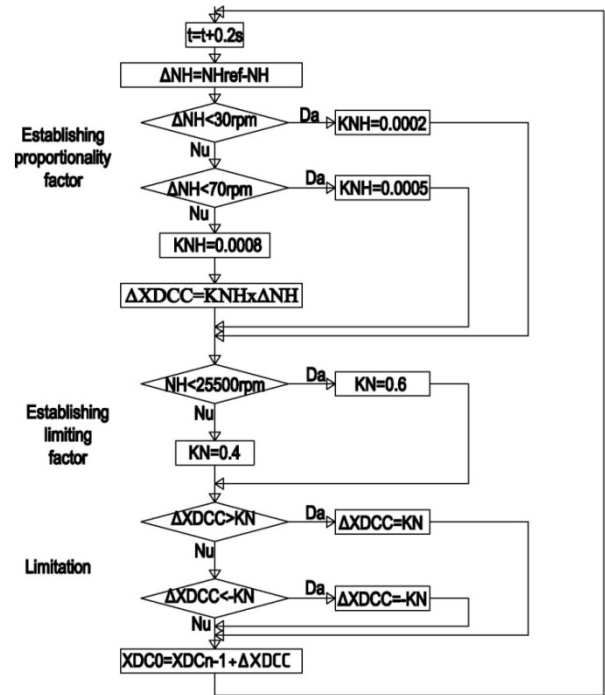 t=t+0.2s
ΔNH=NHref-NH
ΔNH<30rpm
Da
KNH=0.0002
Nu
Establishing
proportionality
factor
ΔNH<70rpm
Da
KNH=0.0005
Nu
KNH=0.0008
ΔXDCC=KNHxΔNH
NH<25500rpm
Da
KN=0.6
Nu
Establishing
limiting
factor
KN=0.4
ΔXDCC>KN
Da
ΔXDCC=KN
Nu
Limitation
ΔXDCC<-KN
Da
ΔXDCC=-KN
Nu
XDC0=XDCn-1+ΔXDCC